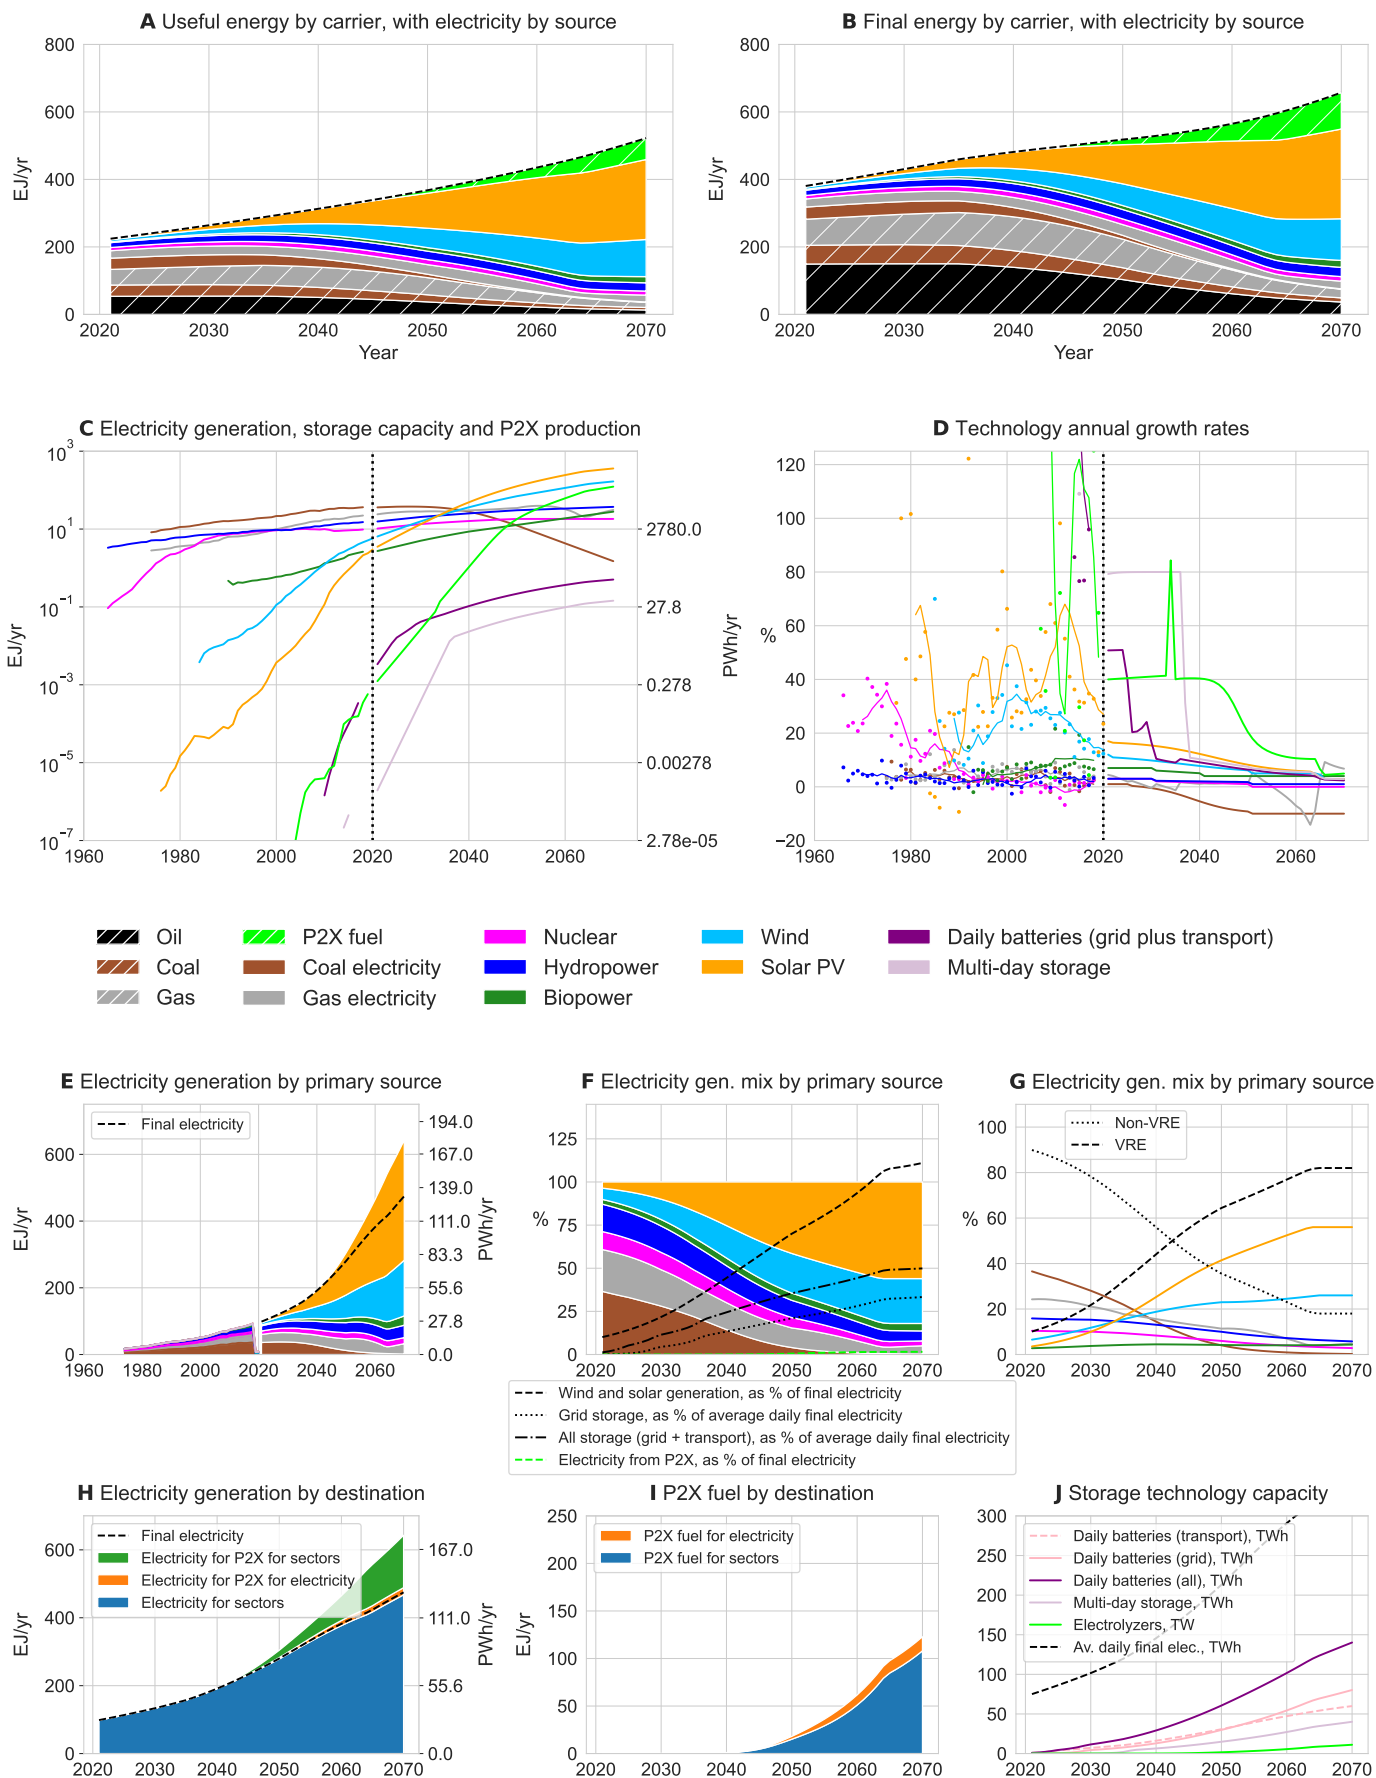 A Useful energy by carrier, with electricity by source
800
600
400
200
0
EJ/yr
2020 2030 2040 2050 2060 2070
Year
B Final energy by carrier, with electricity by source
800
600
400
200
0
EJ/yr
2020 2030 2040 2050 2060 2070
Year
C Electricity generation, storage capacity and P2X production
10^3
10^1
10^−1
10^−3
10^−5
10^−7
EJ/yr
2780.0
27.8
0.278
0.00278
2.78e-05
PWh/yr
1960 1980 2000 2020 2040 2060
D Technology annual growth rates
120
100
80
60
40
20
0
−20
%
1960 1980 2000 2020 2040 2060
Oil
Coal
Gas
P2X fuel
Coal electricity
Gas electricity
Nuclear
Hydropower
Biopower
Wind
Solar PV
Daily batteries (grid plus transport)
Multi-day storage
E Electricity generation by primary source
Final electricity
600
400
200
0
EJ/yr
194.0
167.0
139.0
111.0
83.3
55.6
27.8
0.0
PWh/yr
1960 1980 2000 2020 2040 2060
F Electricity gen. mix by primary source
125
100
75
50
25
0
%
2020 2030 2040 2050 2060 2070
Wind and solar generation, as % of final electricity
Grid storage, as % of average daily final electricity
All storage (grid + transport), as % of average daily final electricity
Electricity from P2X, as % of final electricity
G Electricity gen. mix by primary source
Non-VRE
VRE
100
80
60
40
20
0
%
2020 2030 2040 2050 2060 2070
H Electricity generation by destination
Final electricity
Electricity for P2X for sectors
Electricity for P2X for electricity
Electricity for sectors
600
400
200
0
EJ/yr
167.0
111.0
55.6
0.0
PWh/yr
2020 2030 2040 2050 2060 2070
I P2X fuel by destination
P2X fuel for electricity
P2X fuel for sectors
250
200
150
100
50
0
EJ/yr
2020 2030 2040 2050 2060 2070
J Storage technology capacity
Daily batteries (transport), TWh
Daily batteries (grid), TWh
Daily batteries (all), TWh
Multi-day storage, TWh
Electrolyzers, TW
Av. daily final elec., TWh
300
250
200
150
100
50
0
2020 2030 2040 2050 2060 2070